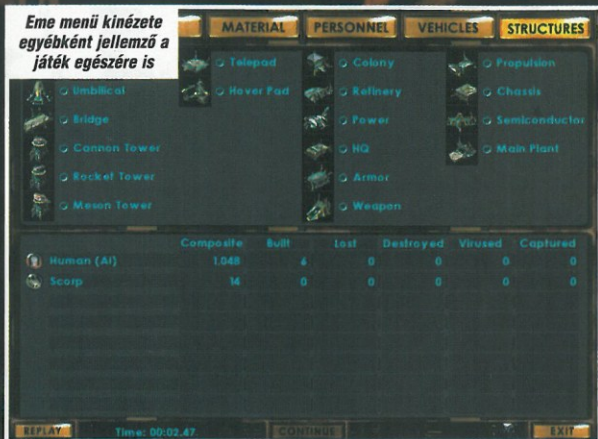 Eme menü kinézete
egyébként jellemző a
játék egészére is
MATERIAL PERSONNEL VEHICLES STRUCTURES
Telepad Colony Propulsion
Umbilical Hover Pad Refinery Chassis
Bridge Power Semiconductor
Cannon Tower HQ Main Plant
Rocket Tower Armor
Meson Tower Weapon
Composite Built Lost Destroyed Virused Captured
Human (AI) 1,048 6 0 0 0 0
Scorp 14 0 0 0 0 0
REPLAY Time: 00:02.47 CONTINUE EXIT